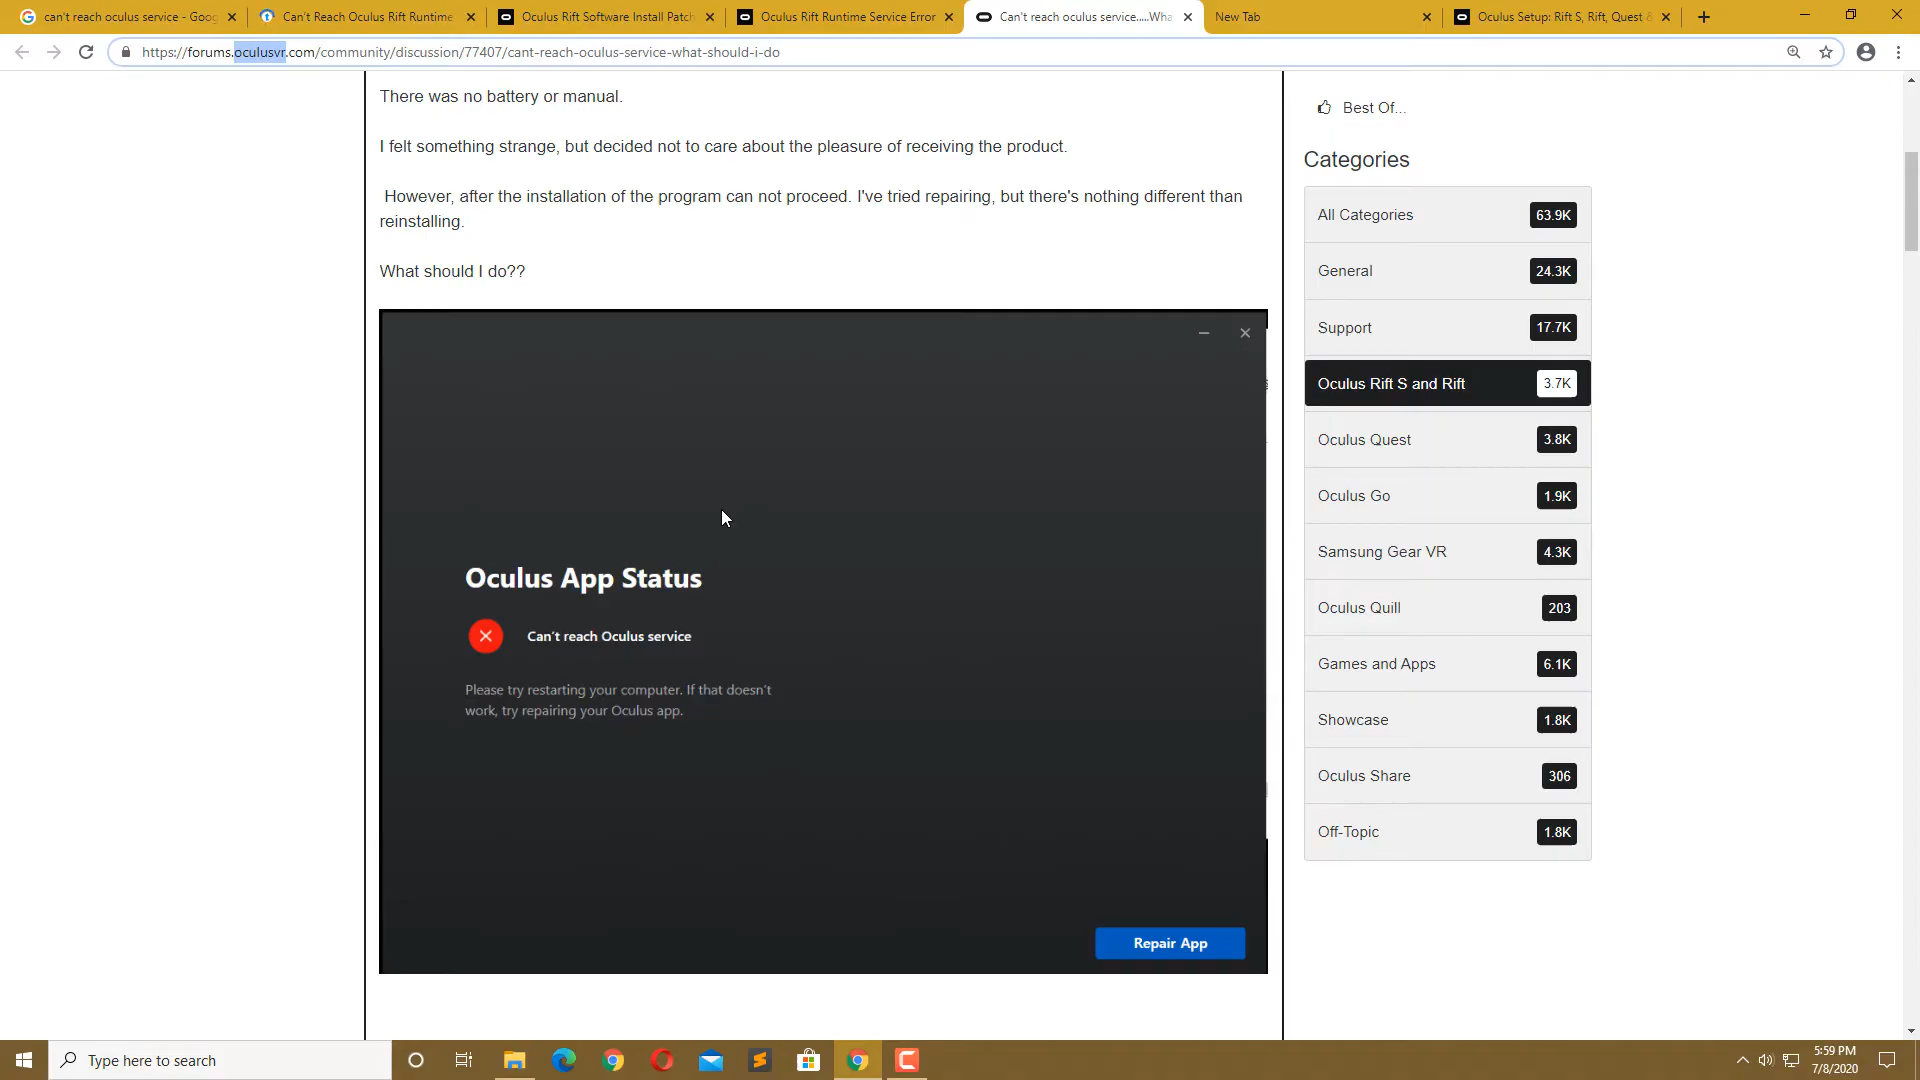 can't reach oculus service - Goo
Can't Reach Oculus Rift Runtime
Oculus Rift Software Install Patch
Oculus Rift Runtime Service Error
Can't reach oculus service.....Wha
New Tab
Oculus Setup: Rift S, Rift, Quest &
https://forums.oculusvr.com/community/discussion/77407/cant-reach-oculus-service-what-should-i-do
There was no battery or manual.
I felt something strange, but decided not to care about the pleasure of receiving the product.
However, after the installation of the program can not proceed. I've tried repairing, but there's nothing different than
reinstalling.
What should I do??
Oculus App Status
Can't reach Oculus service
Please try restarting your computer. If that doesn't
work, try repairing your Oculus app.
Repair App
Best Of...
Categories
All Categories 63.9K
General 24.3K
Support 17.7K
Oculus Rift S and Rift 3.7K
Oculus Quest 3.8K
Oculus Go 1.9K
Samsung Gear VR 4.3K
Oculus Quill 203
Games and Apps 6.1K
Showcase 1.8K
Oculus Share 306
Off-Topic 1.8K
Type here to search
5:59 PM
7/8/2020